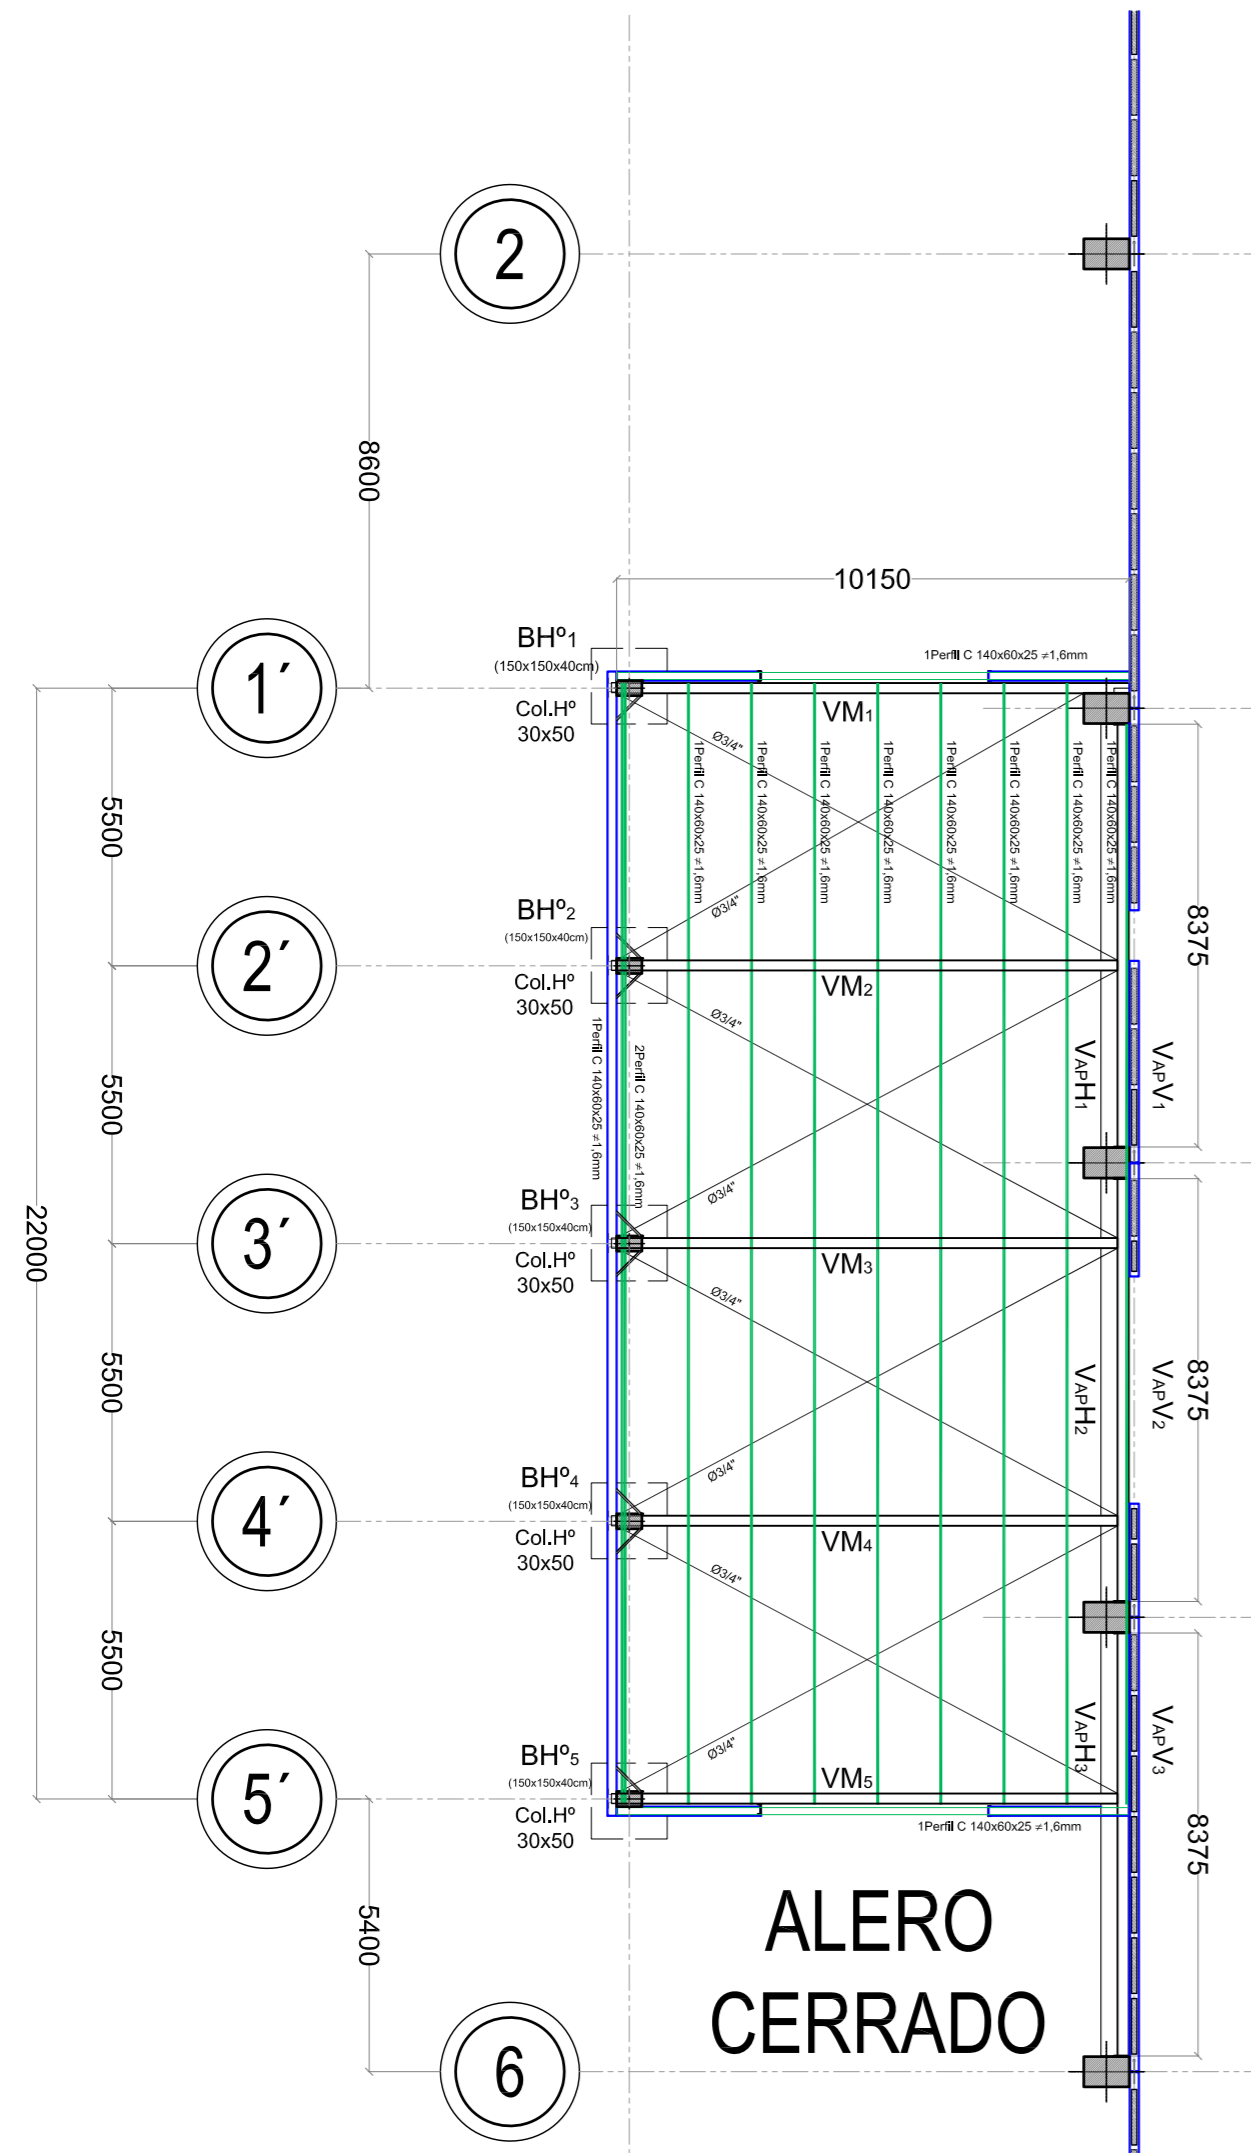 2
8600
10150
BHº1
(150x150x40cm)
1Perfil C 140x60x25 ≠1,6mm
1´
Col.Hº
30x50
VM1
Ø3/4"
1Perfil C 140x60x25 ≠1,6mm
1Perfil C 140x60x25 ≠1,6mm
1Perfil C 140x60x25 ≠1,6mm
1Perfil C 140x60x25 ≠1,6mm
1Perfil C 140x60x25 ≠1,6mm
1Perfil C 140x60x25 ≠1,6mm
1Perfil C 140x60x25 ≠1,6mm
1Perfil C 140x60x25 ≠1,6mm
5500
Ø3/4"
BHº2
(150x150x40cm)
8375
2´
Col.Hº
30x50
VM2
Ø3/4"
1Perfil C 140x60x25 ≠1,6mm
2Perfil C 140x60x25 ≠1,6mm
5500
VAPH1
VAPV1
Ø3/4"
BHº3
(150x150x40cm)
22000
3´
Col.Hº
30x50
VM3
Ø3/4"
5500
VAPH2
VAPV2
8375
Ø3/4"
BHº4
(150x150x40cm)
4´
Col.Hº
30x50
VM4
Ø3/4"
5500
VAPH3
VAPV3
Ø3/4"
BHº5
(150x150x40cm)
5´
Col.Hº
30x50
VM5
1Perfil C 140x60x25 ≠1,6mm
8375
5400
ALERO
CERRADO
6